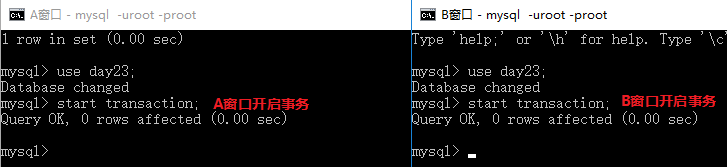 A窗口 - mysql  -uroot -proot
1 row in set (0.00 sec)
mysql> use day23;
Database changed
mysql> start transaction; A窗口开启事务
Query OK, 0 rows affected (0.00 sec)
mysql>
B窗口 - mysql  -uroot -proot
Type 'help;' or '\h' for help. Type '\c'
mysql> use day23;
Database changed
mysql> start transaction; B窗口开启事务
Query OK, 0 rows affected (0.00 sec)
mysql> _